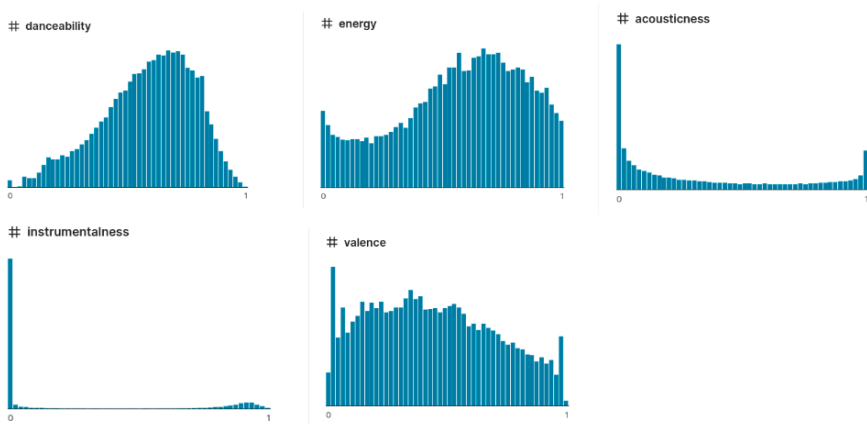 # danceability
0 1
# energy
0 1
# acousticness
0 1
# instrumentalness
0 1
# valence
0 1